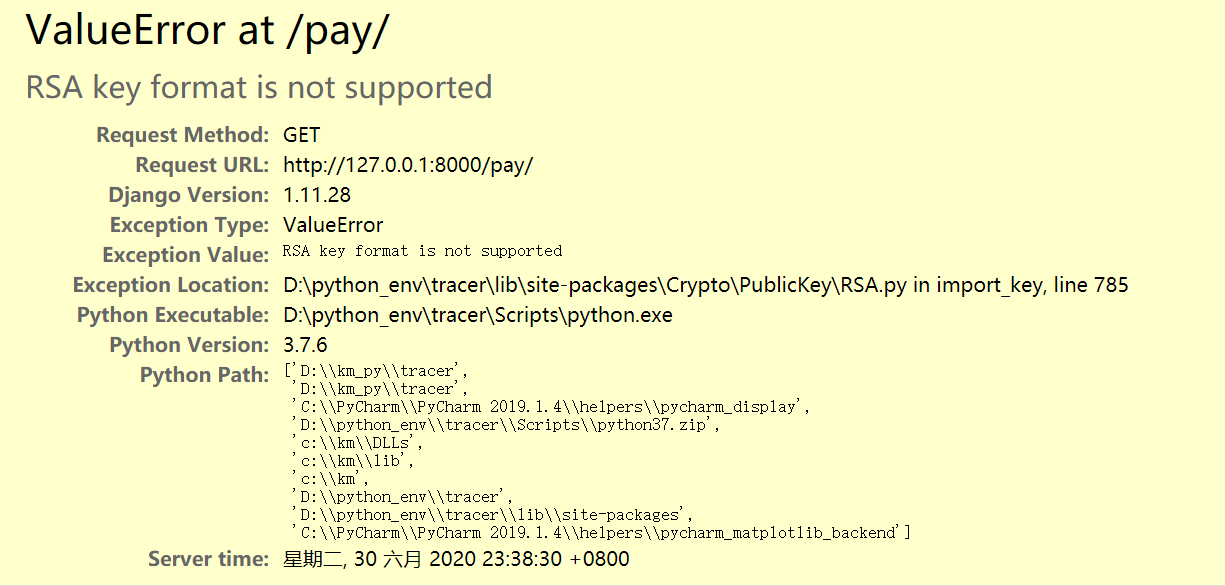 ValueError at /pay/
RSA key format is not supported
Request Method: GET
Request URL: http://127.0.0.1:8000/pay/
Django Version: 1.11.28
Exception Type: ValueError
Exception Value: RSA key format is not supported
Exception Location: D:\python_env\tracer\lib\site-packages\Crypto\PublicKey\RSA.py in import_key, line 785
Python Executable: D:\python_env\tracer\Scripts\python.exe
Python Version: 3.7.6
Python Path: ['D:\\km_py\\tracer',
'D:\\km_py\\tracer',
'C:\\PyCharm\\PyCharm 2019.1.4\\helpers\\pycharm_display',
'D:\\python_env\\tracer\\Scripts\\python37.zip',
'c:\\km\\DLLs',
'c:\\km\\lib',
'c:\\km',
'D:\\python_env\\tracer',
'D:\\python_env\\tracer\\lib\\site-packages',
'C:\\PyCharm\\PyCharm 2019.1.4\\helpers\\pycharm_matplotlib_backend']
Server time: 星期二, 30 六月 2020 23:38:30 +0800